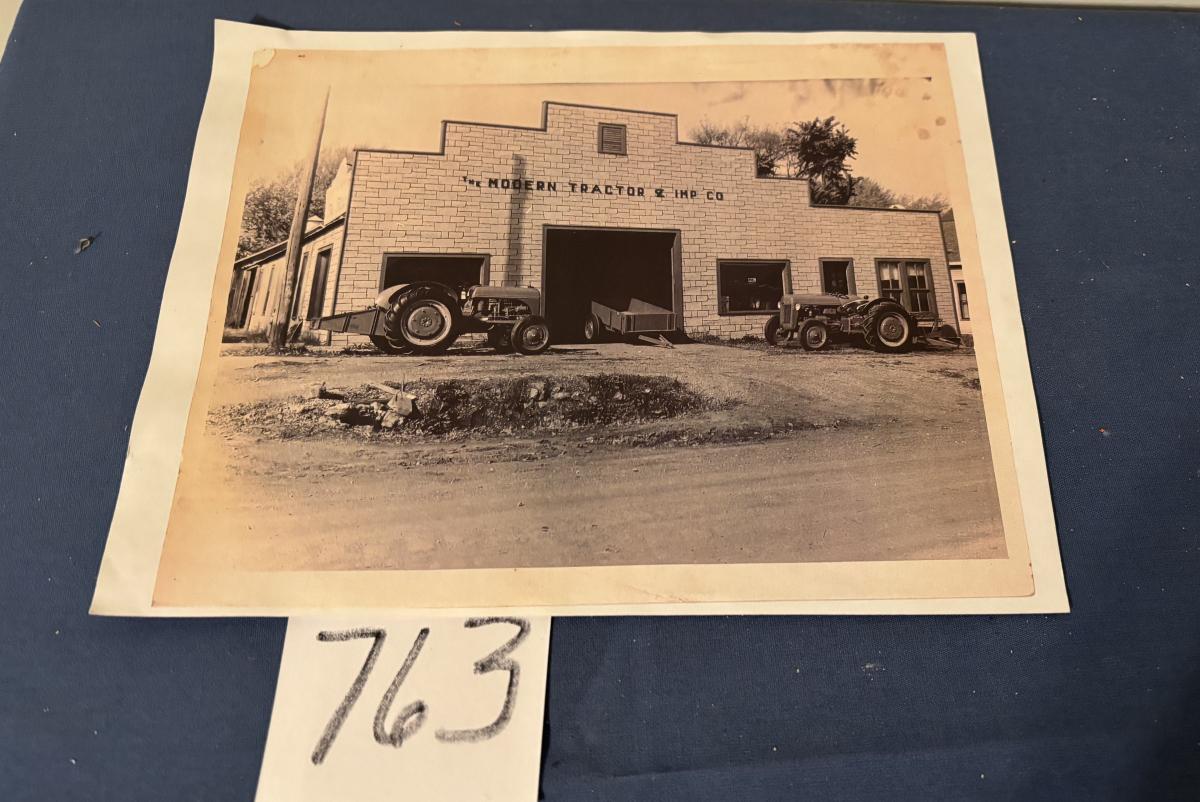 THE MODERN TRACTOR & IMP CO
763